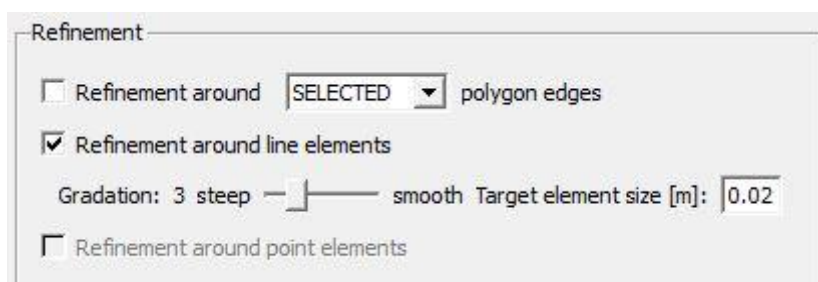 Refinement
Refinement around SELECTED polygon edges
Refinement around line elements
Gradation: 3 steep smooth Target element size [m]: 0.02
Refinement around point elements